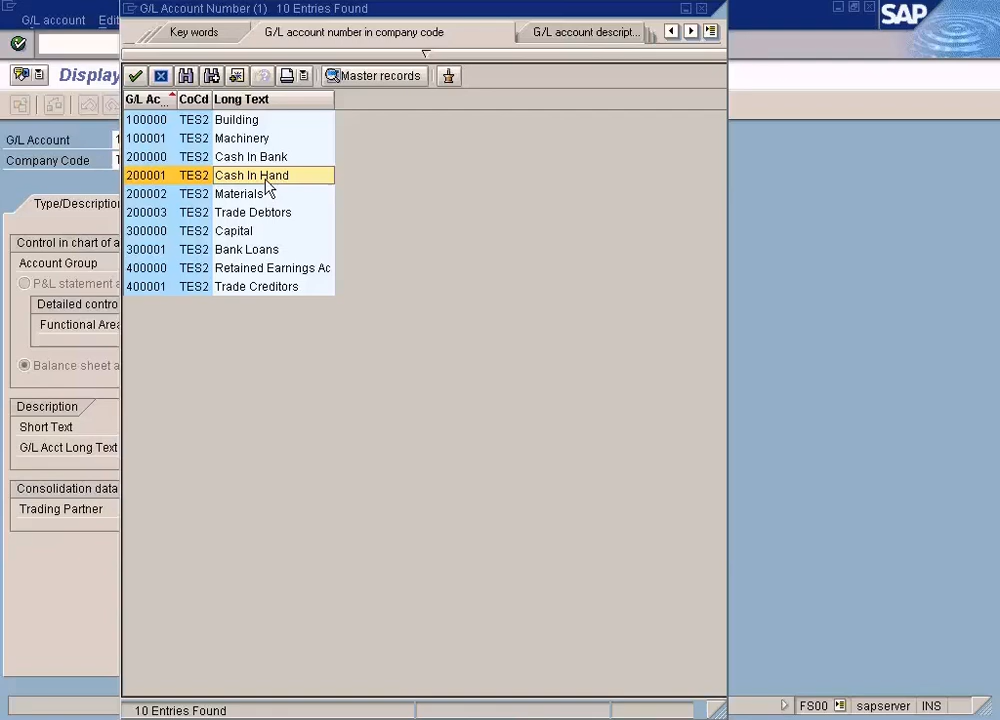 G/L account Edit
G/L Account Number (1) 10 Entries Found
SAP
Key words G/L account number in company code G/L account descript...
Display
Master records
G/L Ac... CoCd Long Text
100000 TES2 Building
100001 TES2 Machinery
200000 TES2 Cash In Bank
200001 TES2 Cash In Hand
200002 TES2 Materials
200003 TES2 Trade Debtors
300000 TES2 Capital
300001 TES2 Bank Loans
400000 TES2 Retained Earnings Ac
400001 TES2 Trade Creditors
G/L Account 1
Company Code T
Type/Description
Control in chart of a
Account Group
P&L statement a
Detailed contro
Functional Area
Balance sheet a
Description
Short Text
G/L Acct Long Text
Consolidation data
Trading Partner
10 Entries Found
FS00 sapserver INS